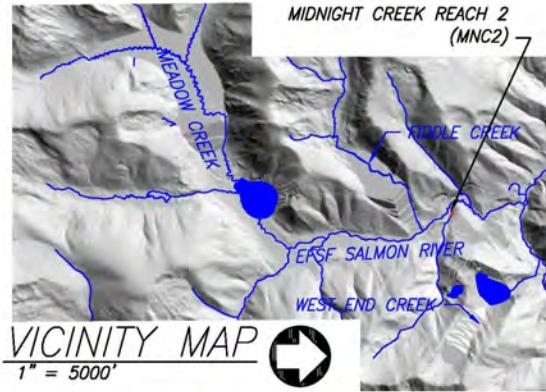 MIDNIGHT CREEK REACH 2
(MNC2)
MEADOW CREEK
FIDDLE CREEK
EFSF SALMON RIVER
WEST END CREEK
VICINITY MAP
1" = 5000'